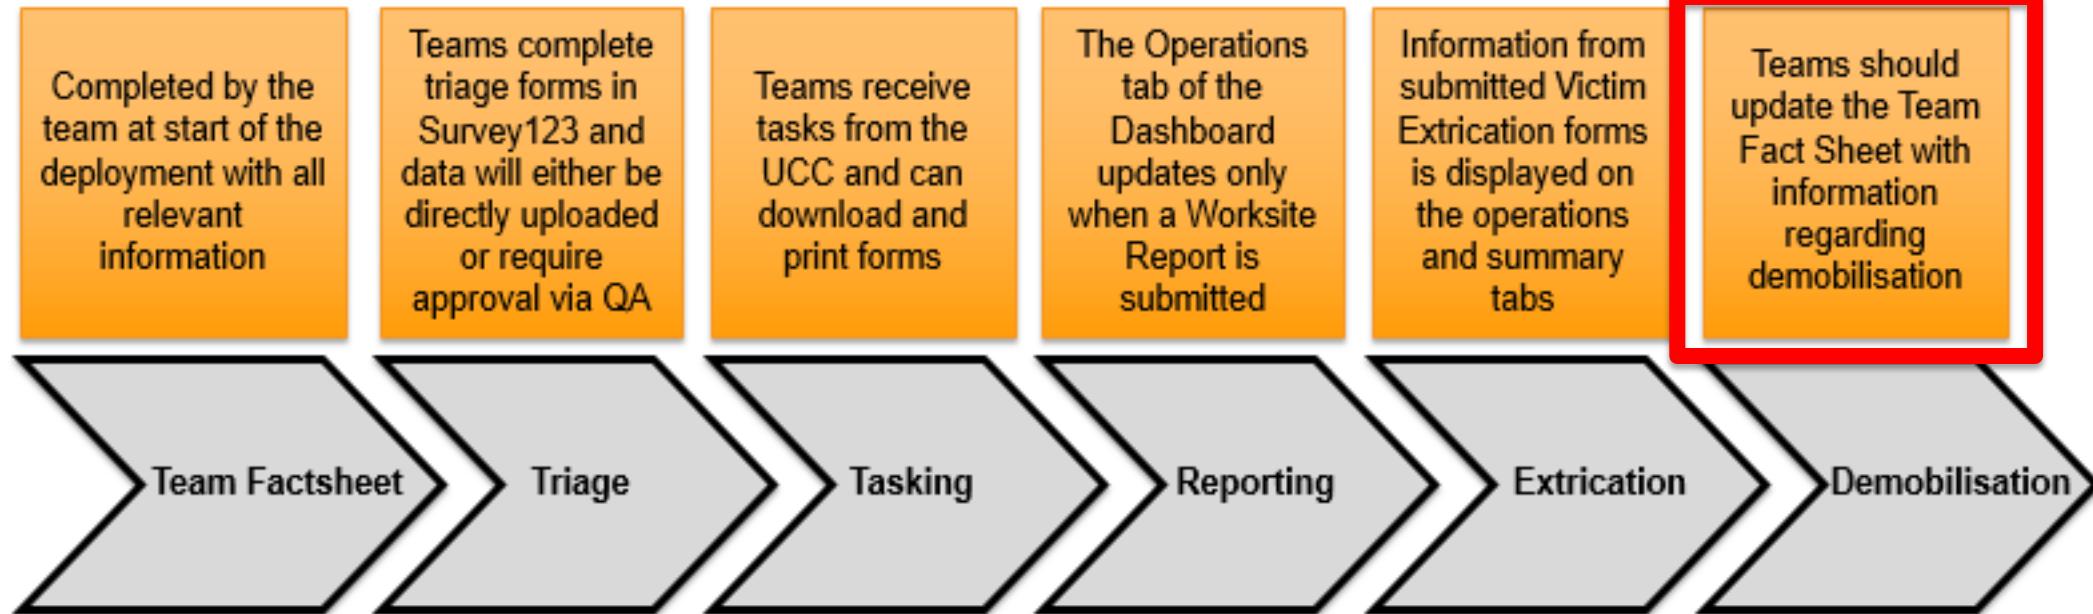 Completed by the
team at start of the
deployment with all
relevant
information
Teams complete
triage forms in
Survey123 and
data will either be
directly uploaded
or require
approval via QA
Teams receive
tasks from the
UCC and can
download and
print forms
The Operations
tab of the
Dashboard
updates only
when a Worksite
Report is
submitted
Information from
submitted Victim
Extrication forms
is displayed on
the operations
and summary
tabs
Teams should
update the Team
Fact Sheet with
information
regarding
demobilisation
Team Factsheet
Triage
Tasking
Reporting
Extrication
Demobilisation